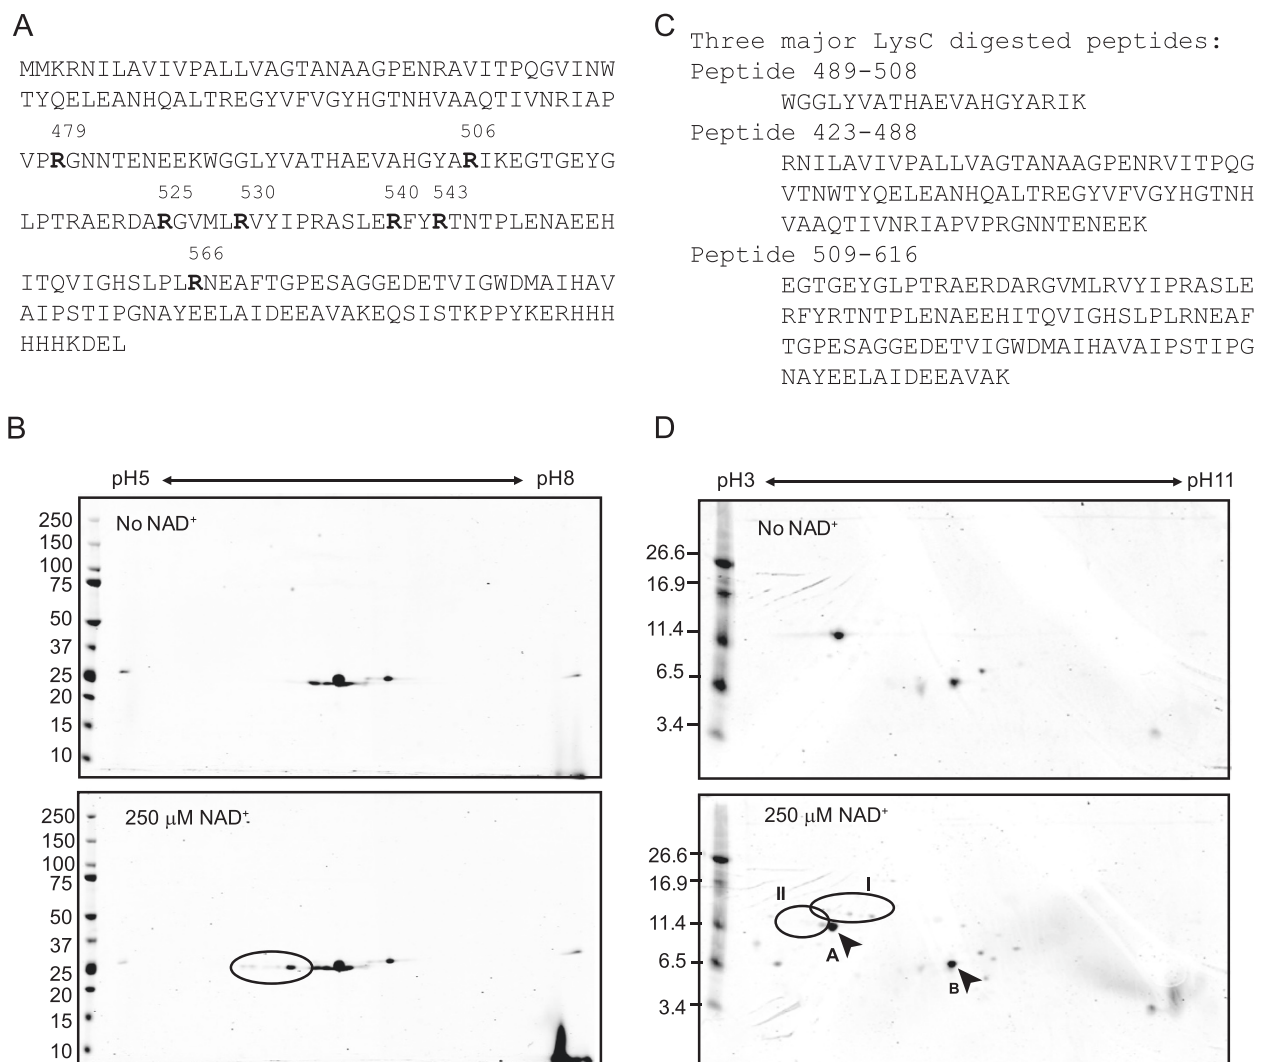 A
MMKRNILAVIVPALLVAGTANAAGPENRAVITPQGVINW
TYQELEANHQALTREGYVFVGYHGTNHVAAQTIVNRIAP
479 506
VPRGNNTENEEKWGGLYVATHAEVAHGYARIKEGTGEYG
525 530 540 543
LPTRAERDARGVMLRVYIPRASLERFYRTNTPLENAEEH
566
ITQVIGHSLPLRNEAFTGPESAGGEDETVIGWDMAIHAV
AIPSTIPGNAYEELAIDEEAVAKEQSISTKPPYKERHHH
HHHKDEL
C
Three major LysC digested peptides:
Peptide 489-508
WGGLYVATHAEVAHGYARIK
Peptide 423-488
RNILAVIVPALLVAGTANAAGPENRVITPQG
VTNWTYQELEANHQALTREGYVFVGYHGTNH
VAAQTIVNRIAPVPRGNNTENEEK
Peptide 509-616
EGTGEYGLPTRAERDARGVMLRVYIPRASLE
RFYRTNTPLENAEEHITQVIGHSLPLRNEAF
TGPESAGGEDETVIGWDMAIHAVAIPSTIPG
NAYEELAIDEEAVAK
B
pH5 pH8
No NAD+
250
150
100
75
50
37
25
20
15
10
250 μM NAD+
250
150
100
75
50
37
25
20
15
10
D
pH3 pH11
No NAD+
26.6
16.9
11.4
6.5
3.4
250 μM NAD+
26.6
16.9
11.4
6.5
3.4
II
I
A
B